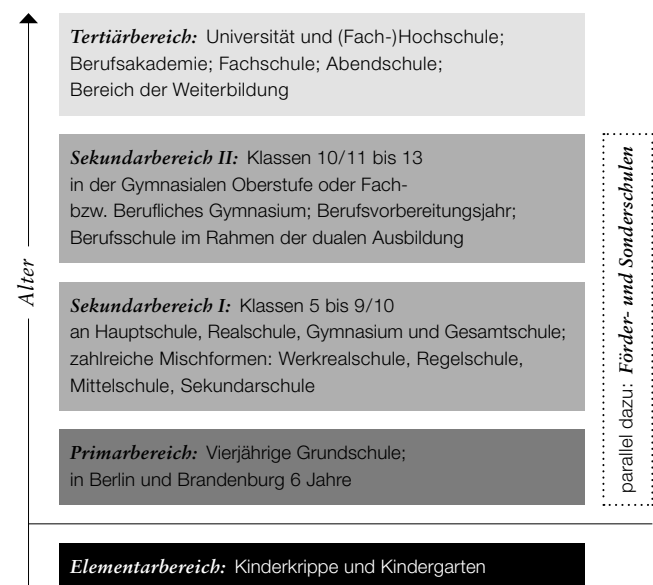 Tertiärbereich: Universität und (Fach-)Hochschule;
Berufsakademie; Fachschule; Abendschule;
Bereich der Weiterbildung
Sekundarbereich II: Klassen 10/11 bis 13
in der Gymnasialen Oberstufe oder Fach-
bzw. Berufliches Gymnasium; Berufsvorbereitungsjahr;
Berufsschule im Rahmen der dualen Ausbildung
Sekundarbereich I: Klassen 5 bis 9/10
an Hauptschule, Realschule, Gymnasium und Gesamtschule;
zahlreiche Mischformen: Werkrealschule, Regelschule,
Mittelschule, Sekundarschule
Primarbereich: Vierjährige Grundschule;
in Berlin und Brandenburg 6 Jahre
Elementarbereich: Kinderkrippe und Kindergarten
Alter
parallel dazu: Förder- und Sonderschulen